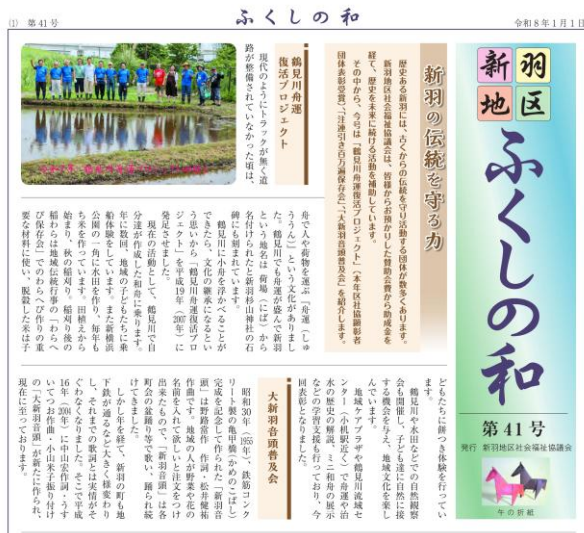 (1) 第41号
ふくしの和
令和8年1月1日
新羽
地区
ふくしの和
第41号
発行 新羽地区社会福祉協議会
午の折紙
新羽の伝統を守る力
歴史ある新羽には、古くからの伝統を守り活動する団体が数多くあります。
新羽地区社会福祉協議会は、皆様からお預かりした賛助会費から助成金を
経て、歴史を未来に続ける活動を補助しています。
その中から、今号は「鶴見川舟運復活プロジェクト」(本年区社協顕彰者
団体表彰受賞)、「注連引き百万遍保存会」、「大新羽音頭普及会」を紹介します。
鶴見川舟運
復活プロジェクト
現代のようにトラックが無く道
路が整備されていなかった頃は、
舟で人や荷物を運ぶ「舟運(しゅ
ううん)」という文化がありまし
た。鶴見川でも舟運が盛んで新羽
という地名は 荷場(にば)から
名付けられたと新羽杉山神社の石
碑にも刻まれています。
鶴見川に小舟を浮かべることが
できたら、文化の継承になるとい
う思いから「鶴見川舟運復活プロ
ジェクト」を平成19年(2007年)に
発足させました。
現在の活動として、鶴見川で自
分達が作成した和舟に乗ります。
年に数回、地域の子どもたちに乗
船体験をしています。また新横浜
公園の一角に水田を作り、毎年も
ち米を作っています。田植えから
始まり、秋の稲刈り。稲刈り後の
稲わらは地域伝統行事の「わらへ
び保存会」でのわらへび作りの重
要な材料に使い、脱穀した米は子
どもたちに餅つき体験を行ってい
ます。
鶴見川や水田などでの自然観察
会も開催し、子ども達に自然に接
する機会を与え、地域文化を楽し
んでいます。
地域ケアプラザや鶴見川流域セ
ンター(小机駅近く)で舟運や治
水の歴史の解説、ミニ和舟の展示
などの学習支援も行っており、今
回表彰となりました。
大新羽音頭普及会
昭和30年(1955年)、鉄筋コンク
リート製の亀甲橋(かめのこばし)
完成を記念して作られた「新羽音
頭」は野路當作 作詞・松井健祐
作曲です。地域の人が野菜や花の
名前を入れて欲しいと注文をつけ
出来たもので、「新羽音頭」は各
町会の盆踊り等で歌い、踊られ続
けてきました。
しかし年を経て、新羽の町も地
下鉄が通るなど大きく様変わり
し、それまでの歌詞とは実情がそ
ぐわなくなりました。そこで平成
16年(2004年)に中山宏作詞・うす
いてつお作曲 小山米子振り付け
の「大新羽音頭」が新たに作られ、
現在に至っております。